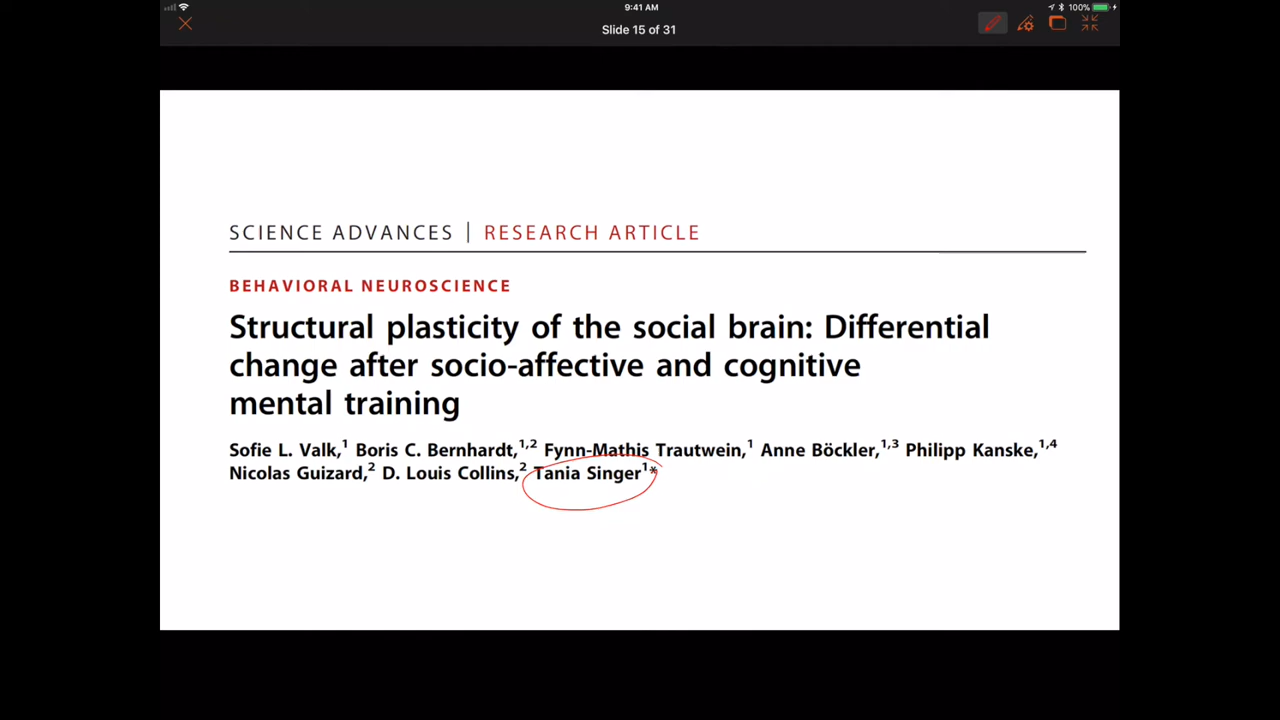 9:41 AM
100%
Slide 15 of 31
SCIENCE ADVANCES | RESEARCH ARTICLE
BEHAVIORAL NEUROSCIENCE
Structural plasticity of the social brain: Differential
change after socio-affective and cognitive
mental training
Sofie L. Valk,¹ Boris C. Bernhardt,¹,² Fynn-Mathis Trautwein,¹ Anne Böckler,¹,³ Philipp Kanske,¹,⁴
Nicolas Guizard,² D. Louis Collins,² Tania Singer¹*